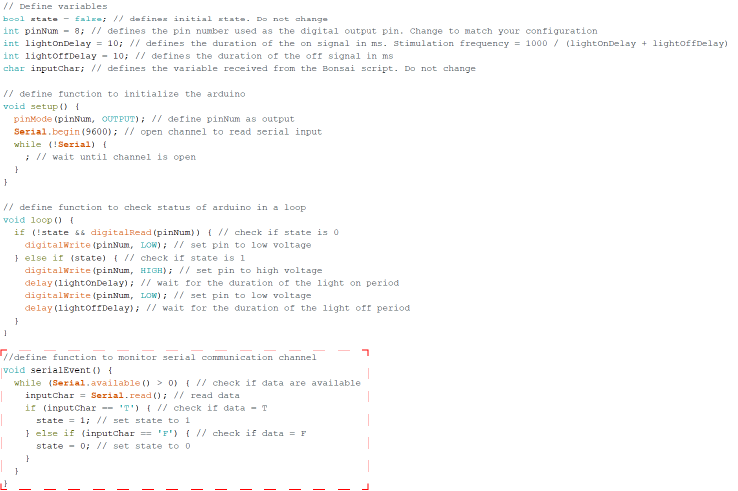 // Define variables
bool state = false; // defines initial state. Do not change
int pinNum = 8; // defines the pin number used as the digital output pin. Change to match your configuration
int lightOnDelay = 10; // defines the duration of the on signal in ms. Stimulation frequency = 1000 / (lightOnDelay + lightOffDelay)
int lightOffDelay = 10; // defines the duration of the off signal in ms
char inputChar; // defines the variable received from the Bonsai script. Do not change
// define function to initialize the arduino
void setup() {
  pinMode(pinNum, OUTPUT); // define pinNum as output
  Serial.begin(9600); // open channel to read serial input
  while (!Serial) {
    ; // wait until channel is open
  }
}
// define function to check status of arduino in a loop
void loop() {
  if (!state && digitalRead(pinNum)) { // check if state is 0
    digitalWrite(pinNum, LOW); // set pin to low voltage
  } else if (state) { // check if state is 1
    digitalWrite(pinNum, HIGH); // set pin to high voltage
    delay(lightOnDelay); // wait for the duration of the light on period
    digitalWrite(pinNum, LOW); // set pin to low voltage
    delay(lightOffDelay); // wait for the duration of the light off period
  }
}
//define function to monitor serial communication channel
void serialEvent() {
  while (Serial.available() > 0) { // check if data are available
    inputChar = Serial.read(); // read data
    if (inputChar == 'T') { // check if data = T
      state = 1; // set state to 1
    } else if (inputChar == 'F') { // check if data = F
      state = 0; // set state to 0
    }
  }
}